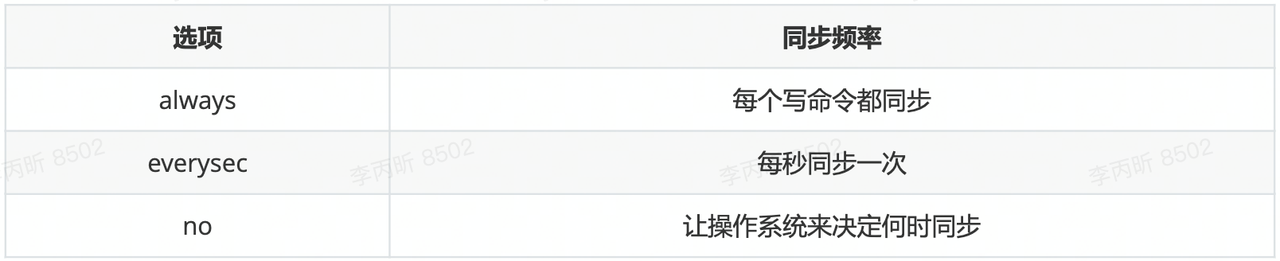 选项 同步频率
always 每个写命令都同步
everysec 每秒同步一次
no 让操作系统来决定何时同步
李丙昕 8502
李丙昕 8502
李丙昕 8502
丙昕 8502